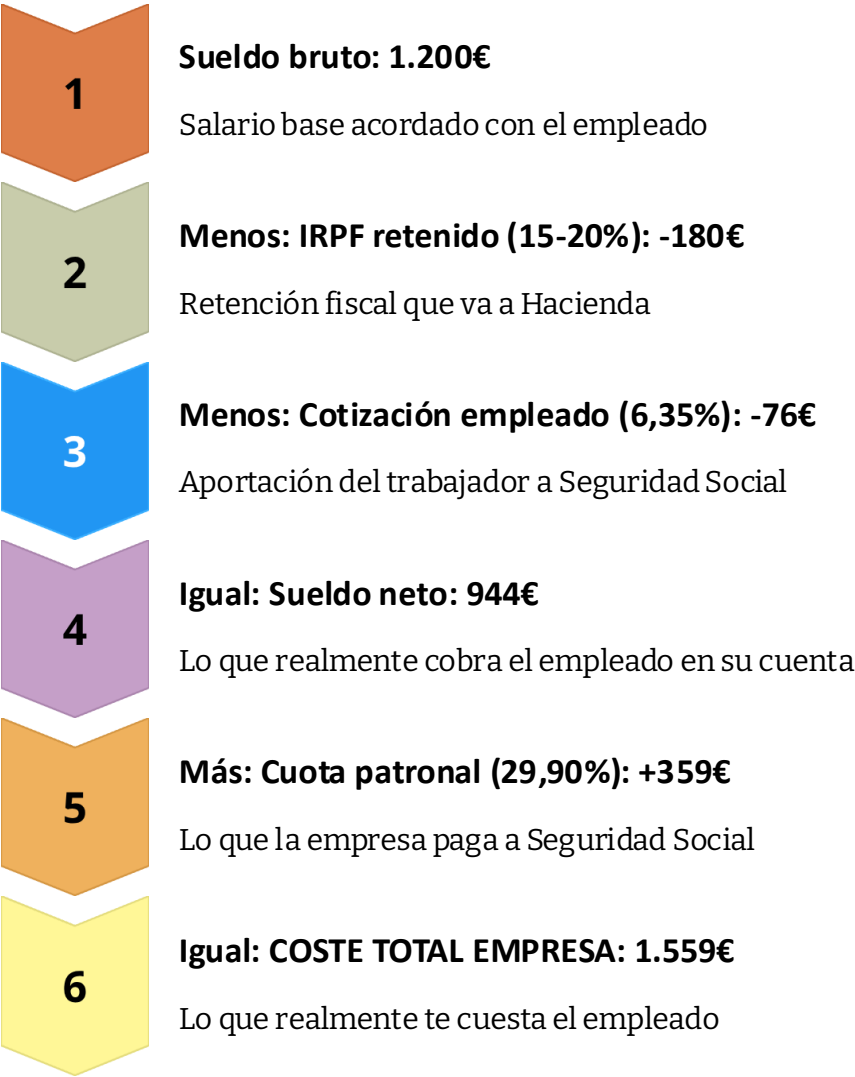 1
Sueldo bruto: 1.200€
Salario base acordado con el empleado
2
Menos: IRPF retenido (15-20%): -180€
Retención fiscal que va a Hacienda
3
Menos: Cotización empleado (6,35%): -76€
Aportación del trabajador a Seguridad Social
4
Igual: Sueldo neto: 944€
Lo que realmente cobra el empleado en su cuenta
5
Más: Cuota patronal (29,90%): +359€
Lo que la empresa paga a Seguridad Social
6
Igual: COSTE TOTAL EMPRESA: 1.559€
Lo que realmente te cuesta el empleado